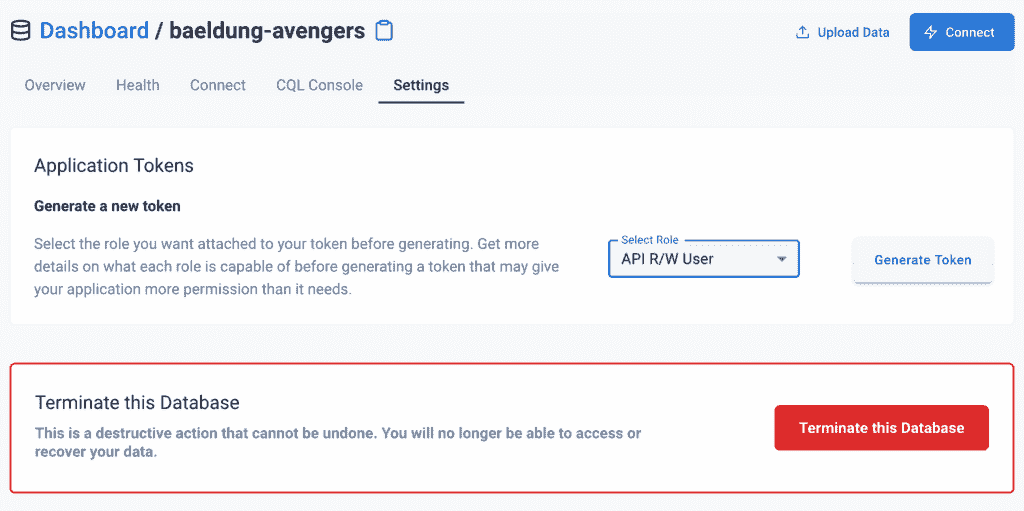 Dashboard / baeldung-avengers
Upload Data
Connect
Overview
Health
Connect
CQL Console
Settings
Application Tokens
Generate a new token
Select the role you want attached to your token before generating. Get more
details on what each role is capable of before generating a token that may give
your application more permission than it needs.
Select Role
API R/W User
Generate Token
Terminate this Database
This is a destructive action that cannot be undone. You will no longer be able to access or
recover your data.
Terminate this Database